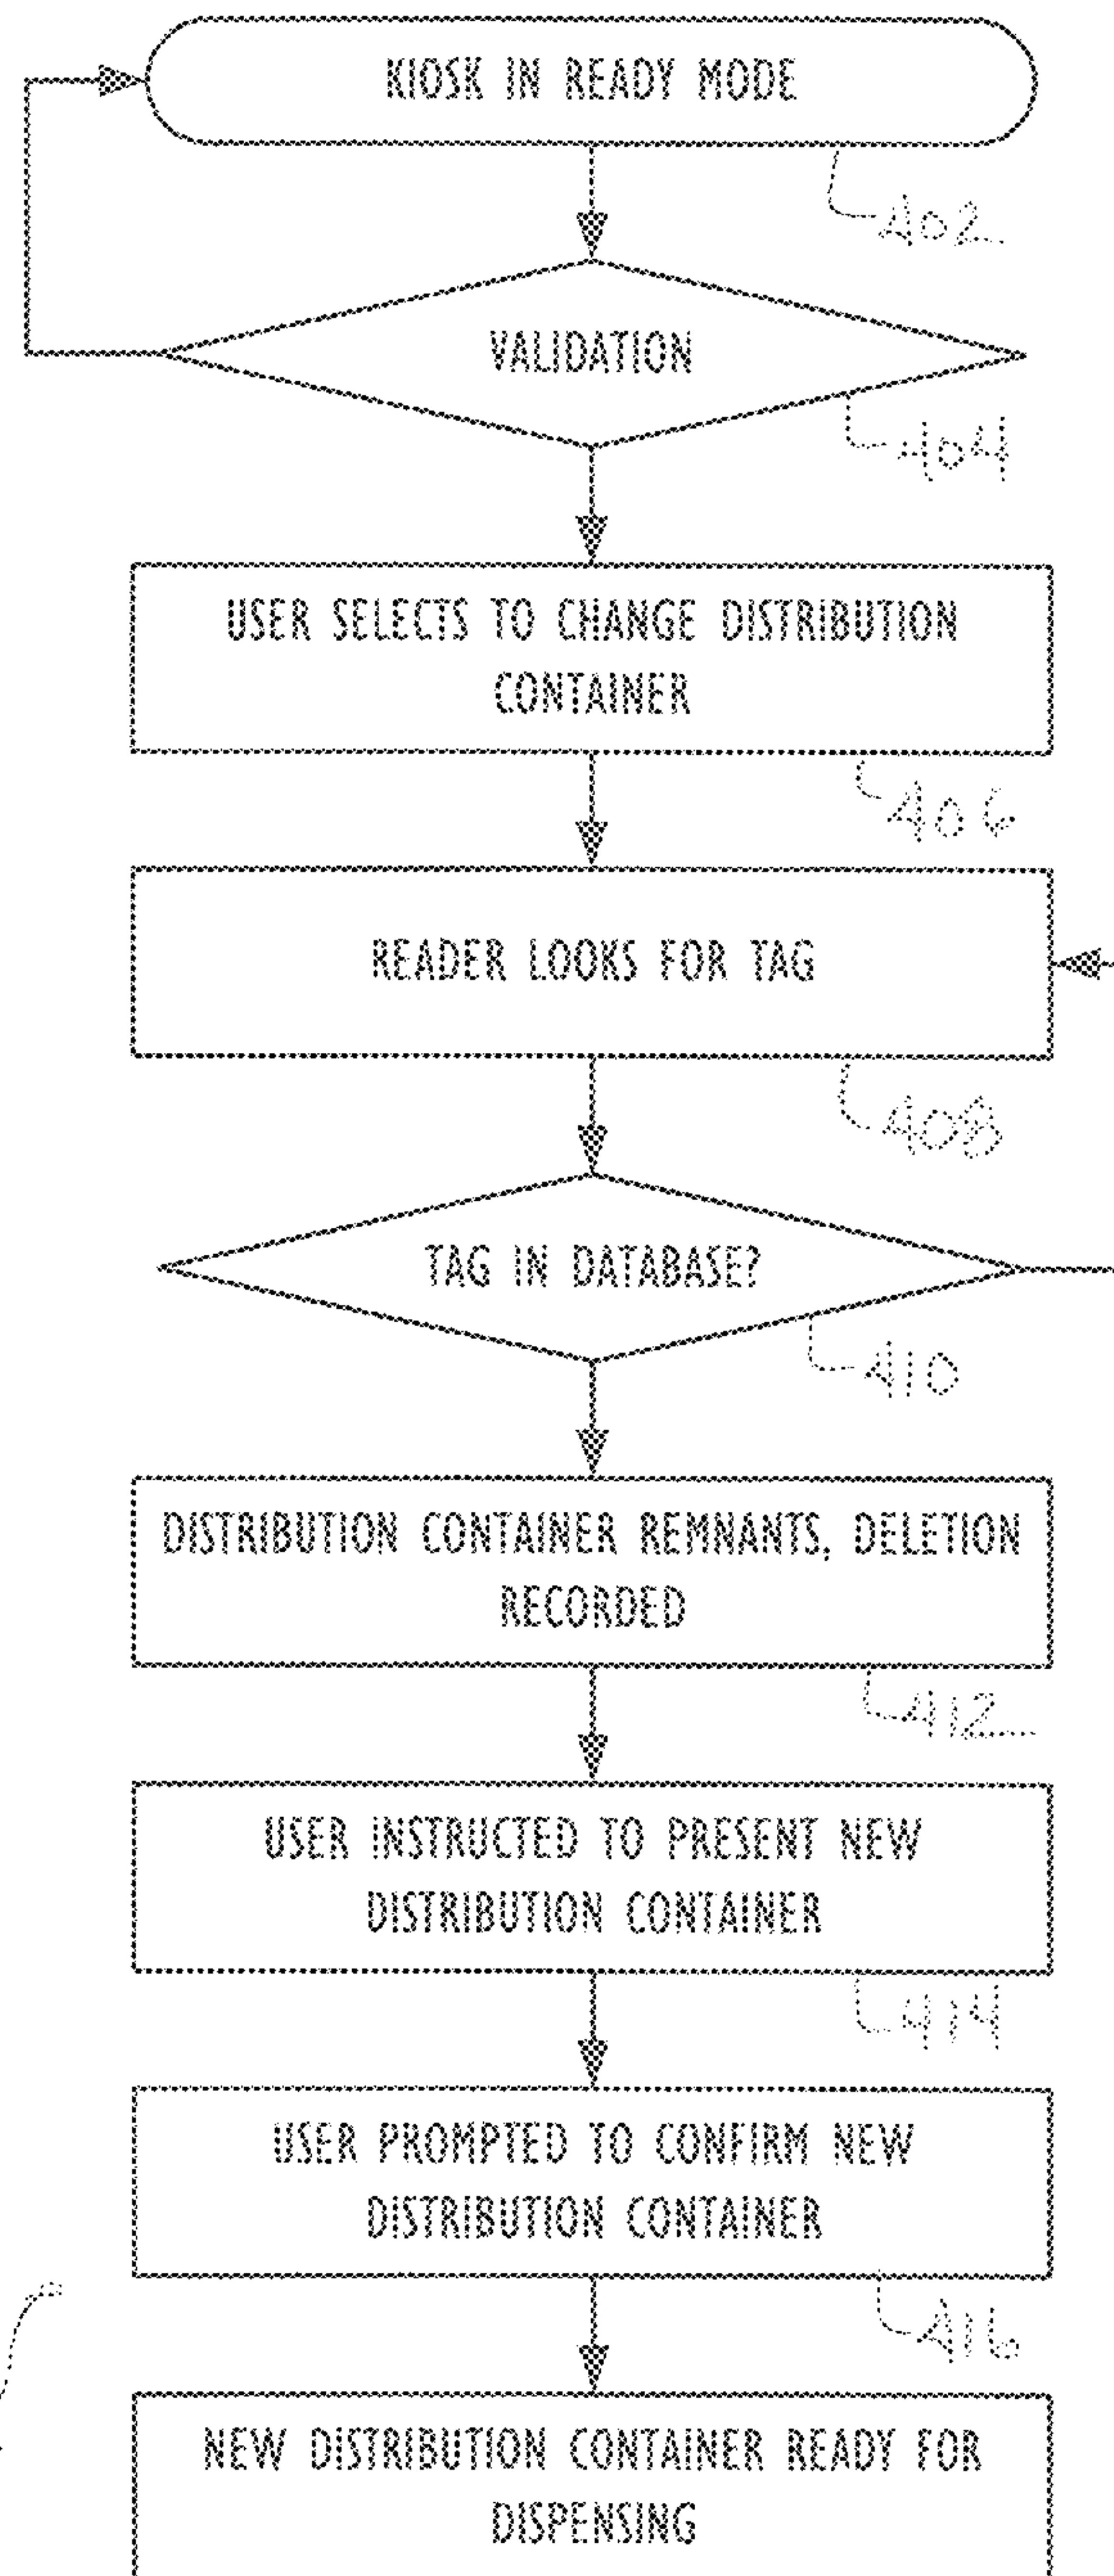 KIOSK IN READY MODE
402
VALIDATION
404
USER SELECTS TO CHANGE DISTRIBUTION
CONTAINER
406
READER LOOKS FOR TAG
408
TAG IN DATABASE?
410
DISTRIBUTION CONTAINER REMNANTS, DELETION
RECORDED
412
USER INSTRUCTED TO PRESENT NEW
DISTRIBUTION CONTAINER
414
USER PROMPTED TO CONFIRM NEW
DISTRIBUTION CONTAINER
416
NEW DISTRIBUTION CONTAINER READY FOR
DISPENSING